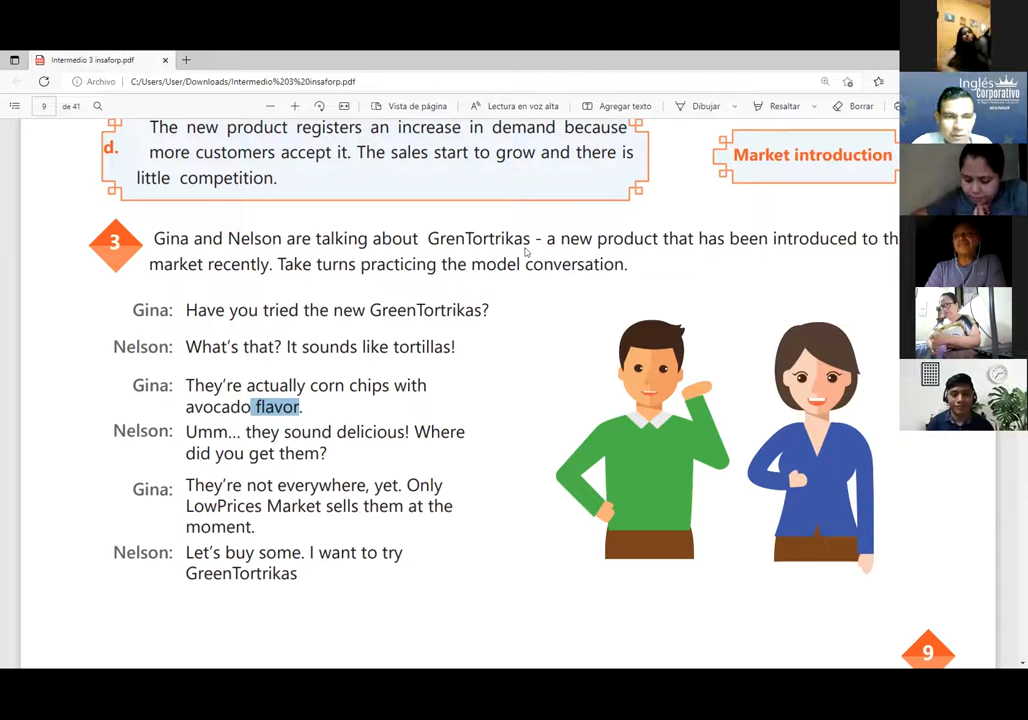 Intermedio 3 insaforp.pdf
Archivo
C:/Users/User/Downloads/Intermedio%203%20insaforp.pdf
9
de 41
Vista de página
Lectura en voz alta
Agregar texto
Dibujar
Resaltar
Borrar
The new product registers an increase in demand because
d.
more customers accept it. The sales start to grow and there is
little competition.
Market introduction
3
Gina and Nelson are talking about GrenTortrikas - a new product that has been introduced to th
market recently. Take turns practicing the model conversation.
Gina: Have you tried the new GreenTortrikas?
Nelson: What's that? It sounds like tortillas!
Gina: They're actually corn chips with
avocado flavor.
Nelson: Umm... they sound delicious! Where
did you get them?
Gina: They're not everywhere, yet. Only
LowPrices Market sells them at the
moment.
Nelson: Let's buy some. I want to try
GreenTortrikas
9
Inglés
Corporativo
BEGINNER